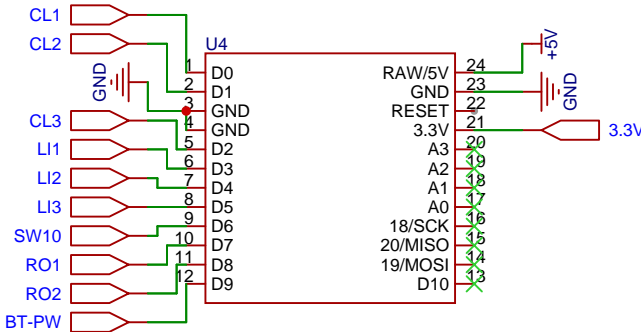 CL1
CL2
GND
CL3
LI1
LI2
LI3
SW10
RO1
RO2
BT-PW
U4
1 D0 RAW/5V 24
2 D1 GND 23
3 GND RESET 22
4 GND 3.3V 21
5 D2 A3 20
6 D3 A2 19
7 D4 A1 18
8 D5 A0 17
9 D6 18/SCK 16
10 D7 20/MISO 15
11 D8 19/MOSI 14
12 D9 D10 13
+5V
GND
3.3V